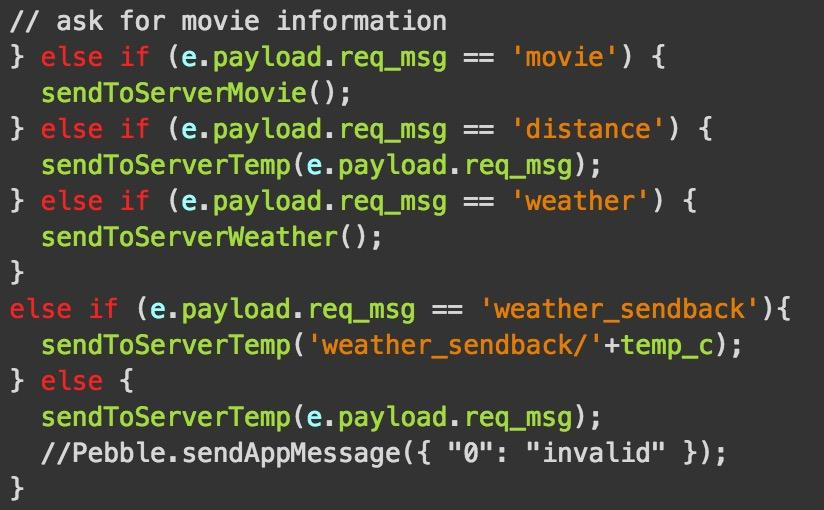 // ask for movie information
} else if (e.payload.req_msg == 'movie') {
  sendToServerMovie();
} else if (e.payload.req_msg == 'distance') {
  sendToServerTemp(e.payload.req_msg);
} else if (e.payload.req_msg == 'weather') {
  sendToServerWeather();
}
else if (e.payload.req_msg == 'weather_sendback'){
  sendToServerTemp('weather_sendback/'+temp_c);
} else {
  sendToServerTemp(e.payload.req_msg);
  //Pebble.sendAppMessage({ "0": "invalid" });
}